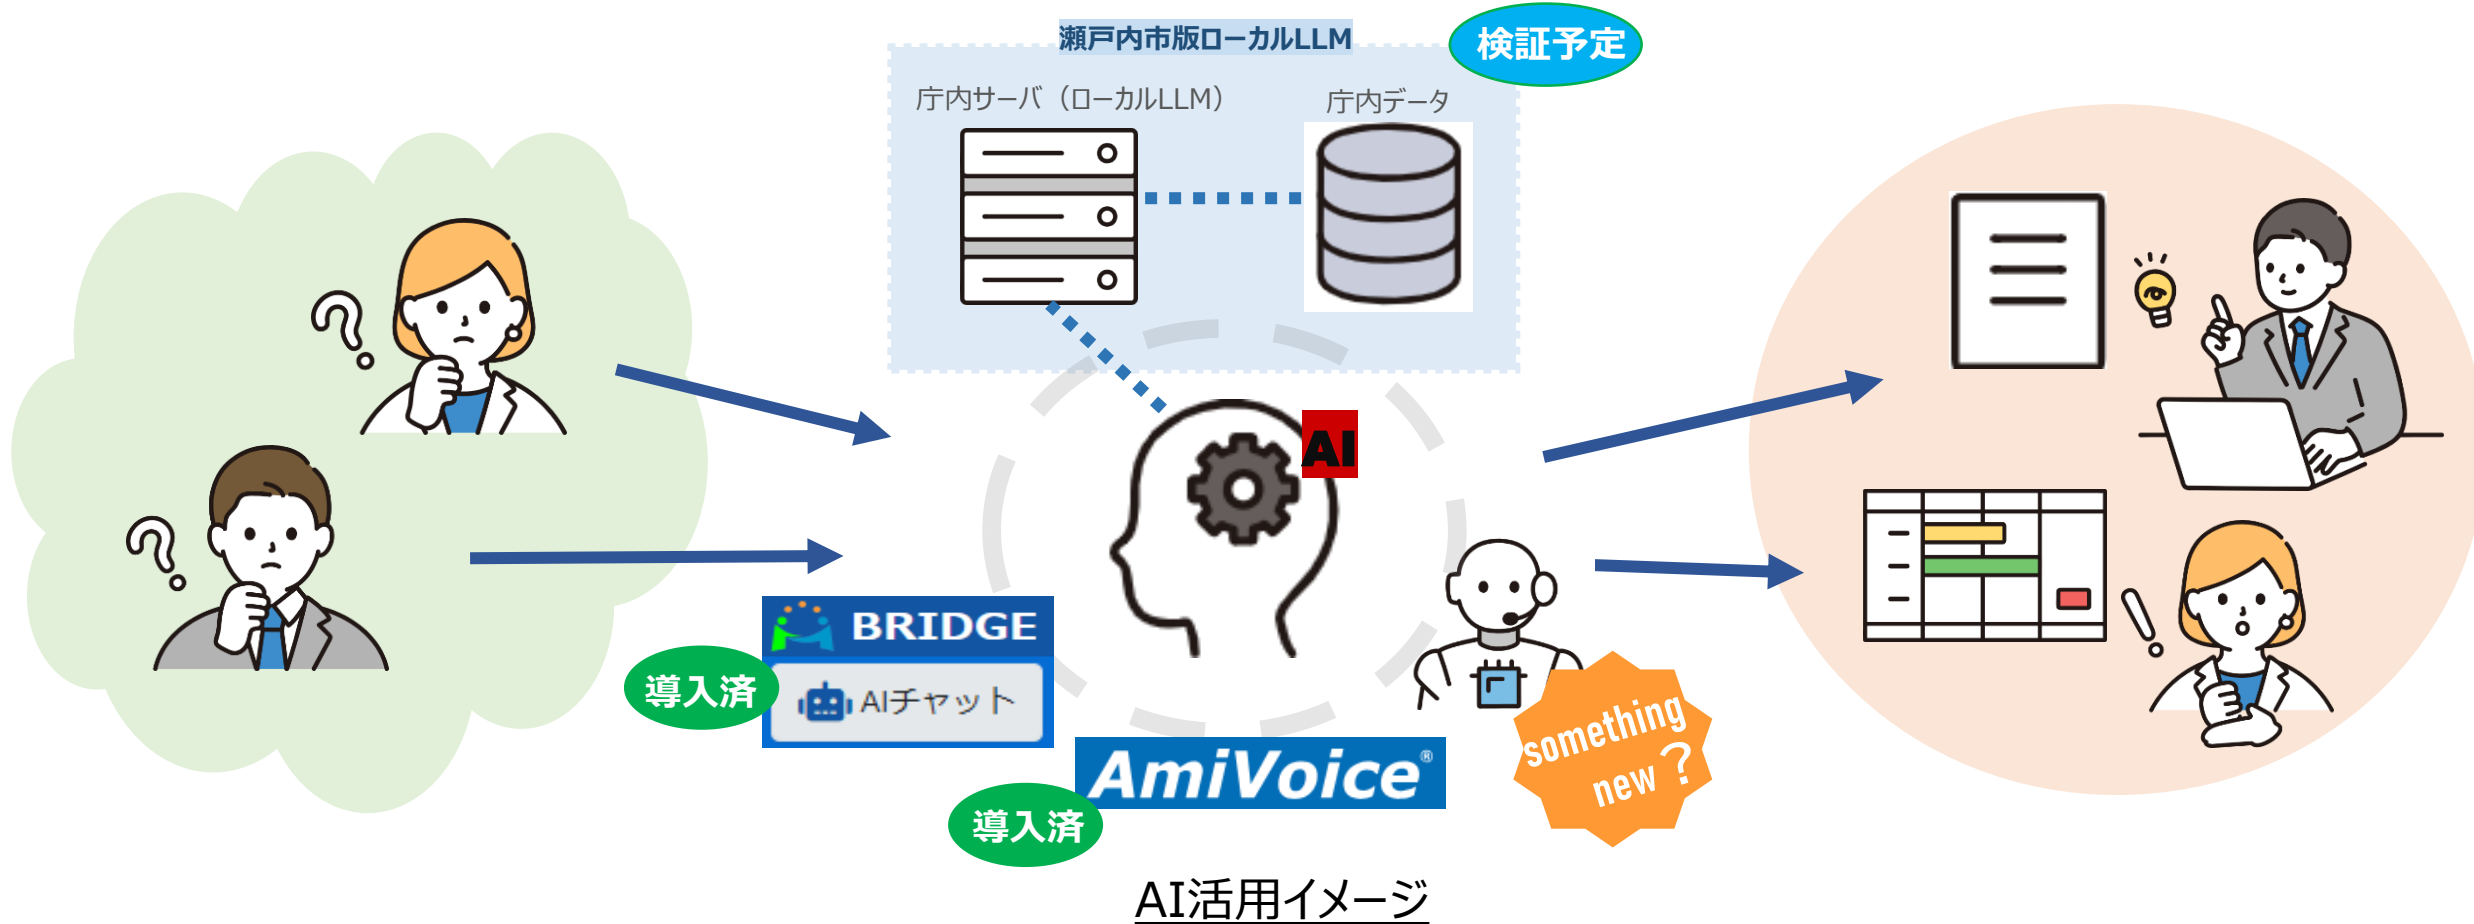 瀬戸内市版ローカルLLM
検証予定
庁内サーバ（ローカルLLM）
庁内データ
AI
BRIDGE
AIチャット
導入済
AmiVoice®
導入済
something
new？
AI活用イメージ